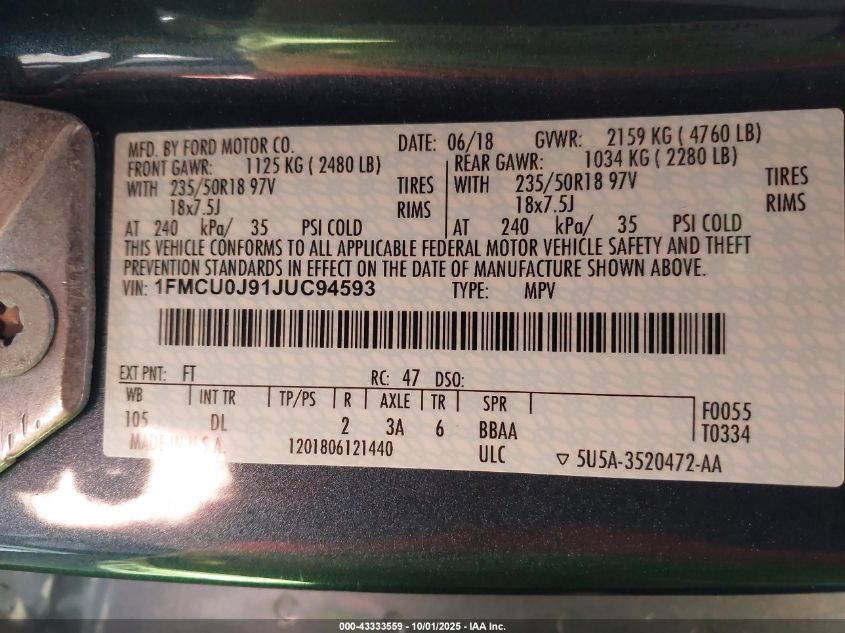 MFD. BY FORD MOTOR CO. DATE: 06/18 GVWR: 2159 KG ( 4760 LB)
FRONT GAWR: 1125 KG ( 2480 LB) REAR GAWR: 1034 KG ( 2280 LB)
WITH 235/50R18 97V TIRES WITH 235/50R18 97V TIRES
18x7.5J RIMS 18x7.5J RIMS
AT 240 kPa/ 35 PSI COLD AT 240 kPa/ 35 PSI COLD
THIS VEHICLE CONFORMS TO ALL APPLICABLE FEDERAL MOTOR VEHICLE SAFETY AND THEFT
PREVENTION STANDARDS IN EFFECT ON THE DATE OF MANUFACTURE SHOWN ABOVE.
VIN: 1FMCU0J91JUC94593 TYPE: MPV
EXT PNT: FT RC: 47 DSO:
WB INT TR TP/PS R AXLE TR SPR F0055
105 DL 2 3A 6 BBAA T0334
MADE IN U.S.A. 1201806121440 ULC ▽ 5U5A-3520472-AA
000-43333559 - 10/01/2025 - IAA Inc.